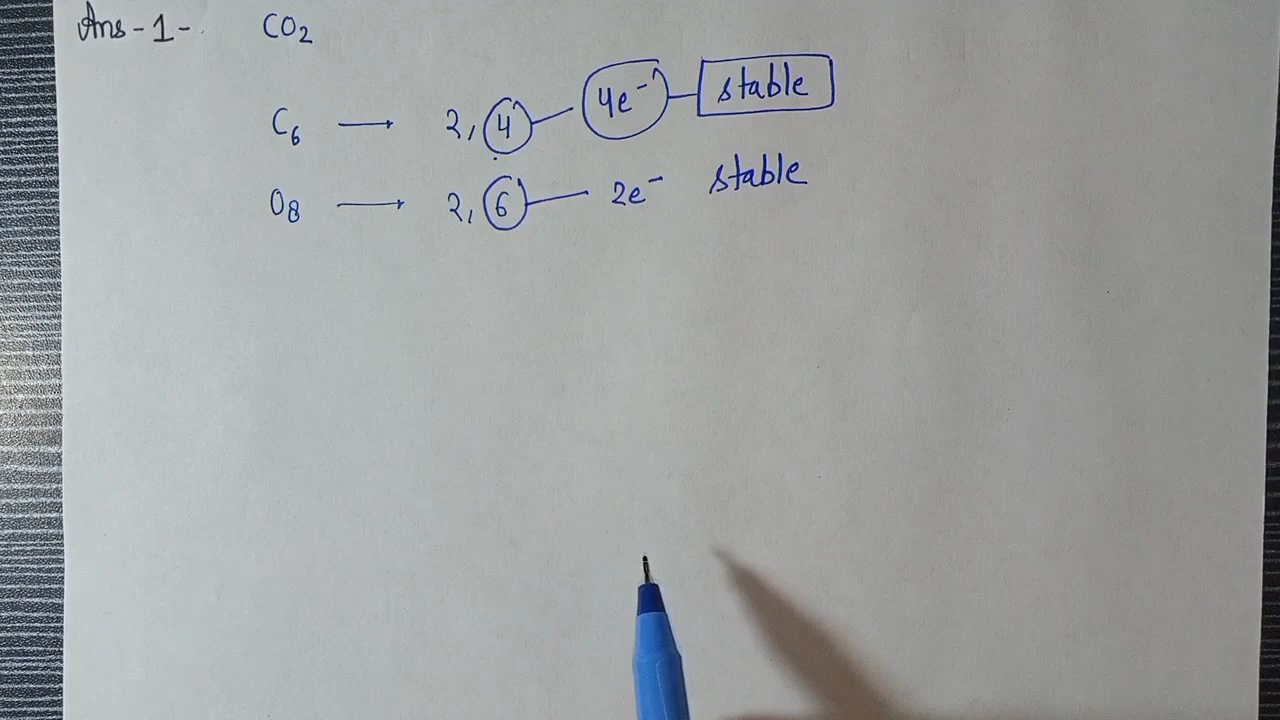 Ans - 1 - CO₂
C₆ → 2, 4 — 4e⁻ — stable
O₈ → 2, 6 — 2e⁻ stable